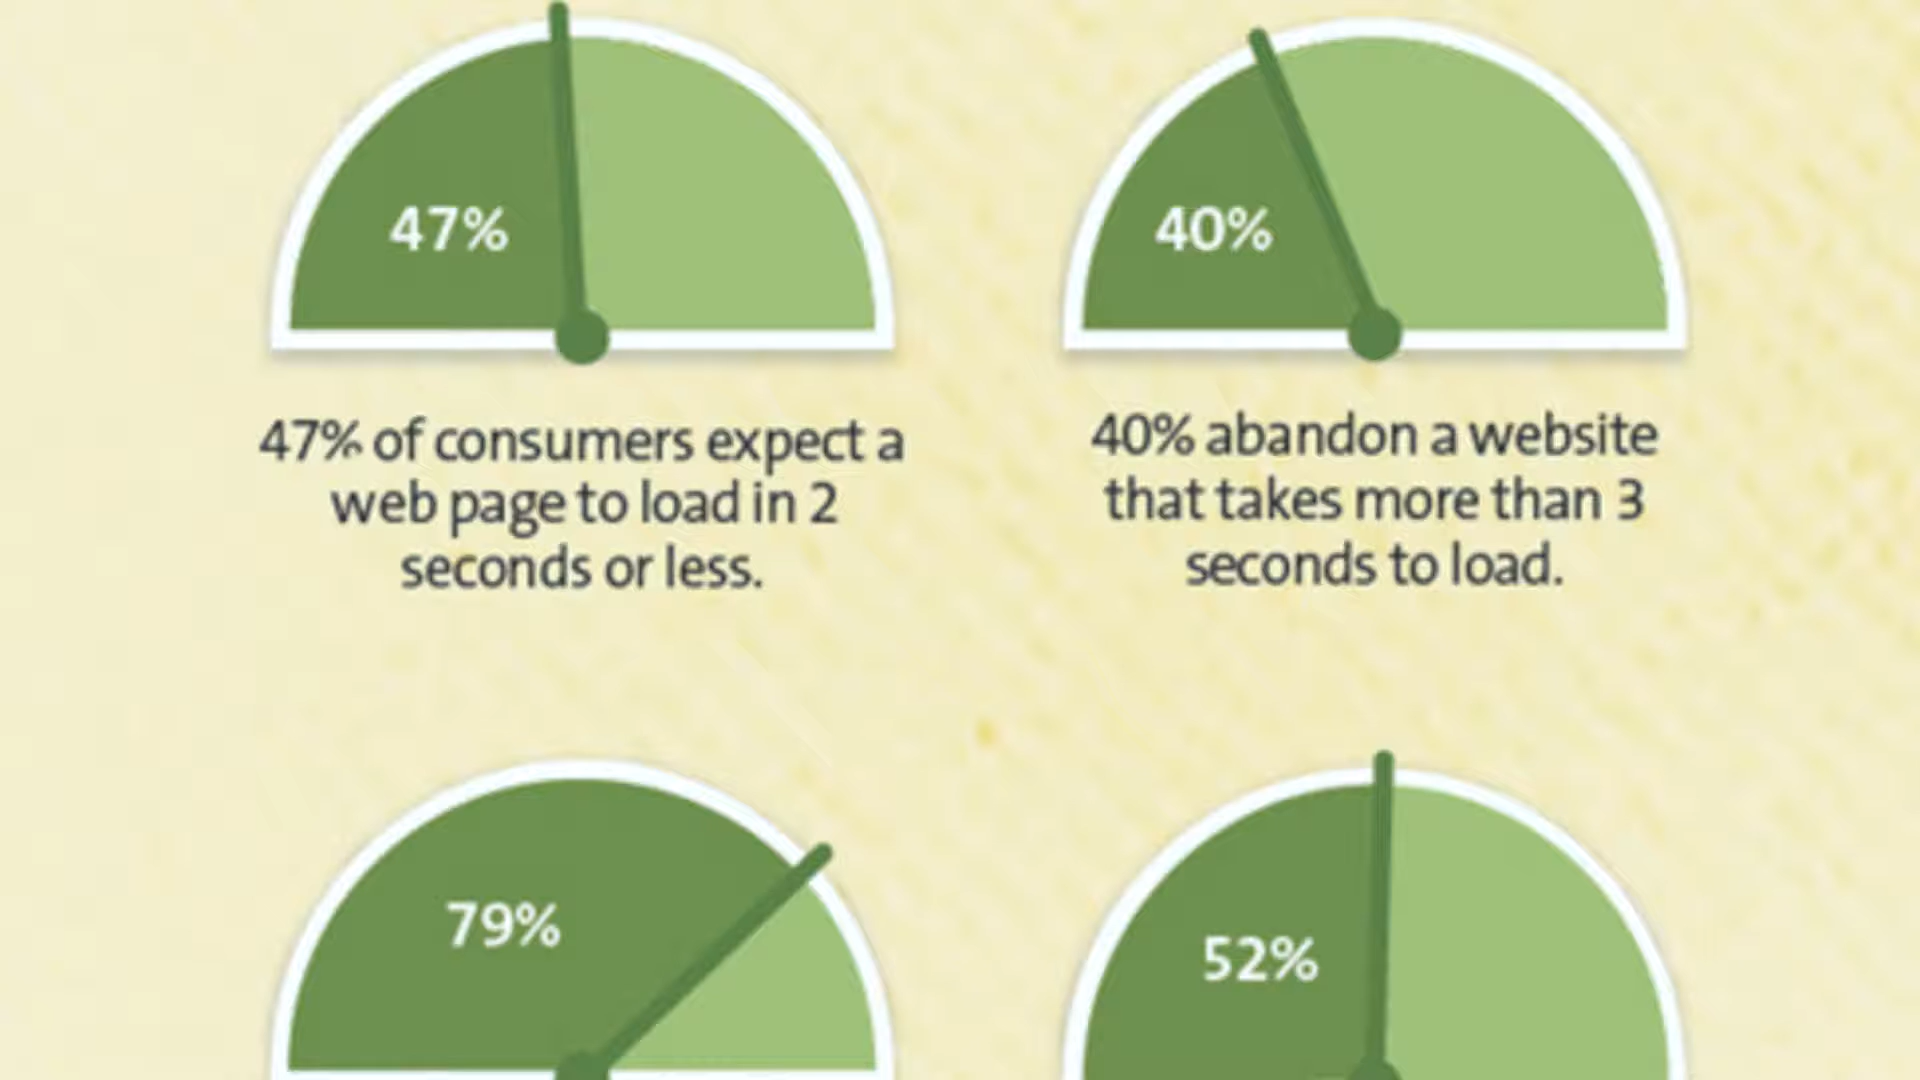 47%
40%
47% of consumers expect a
web page to load in 2
seconds or less.
40% abandon a website
that takes more than 3
seconds to load.
79%
52%